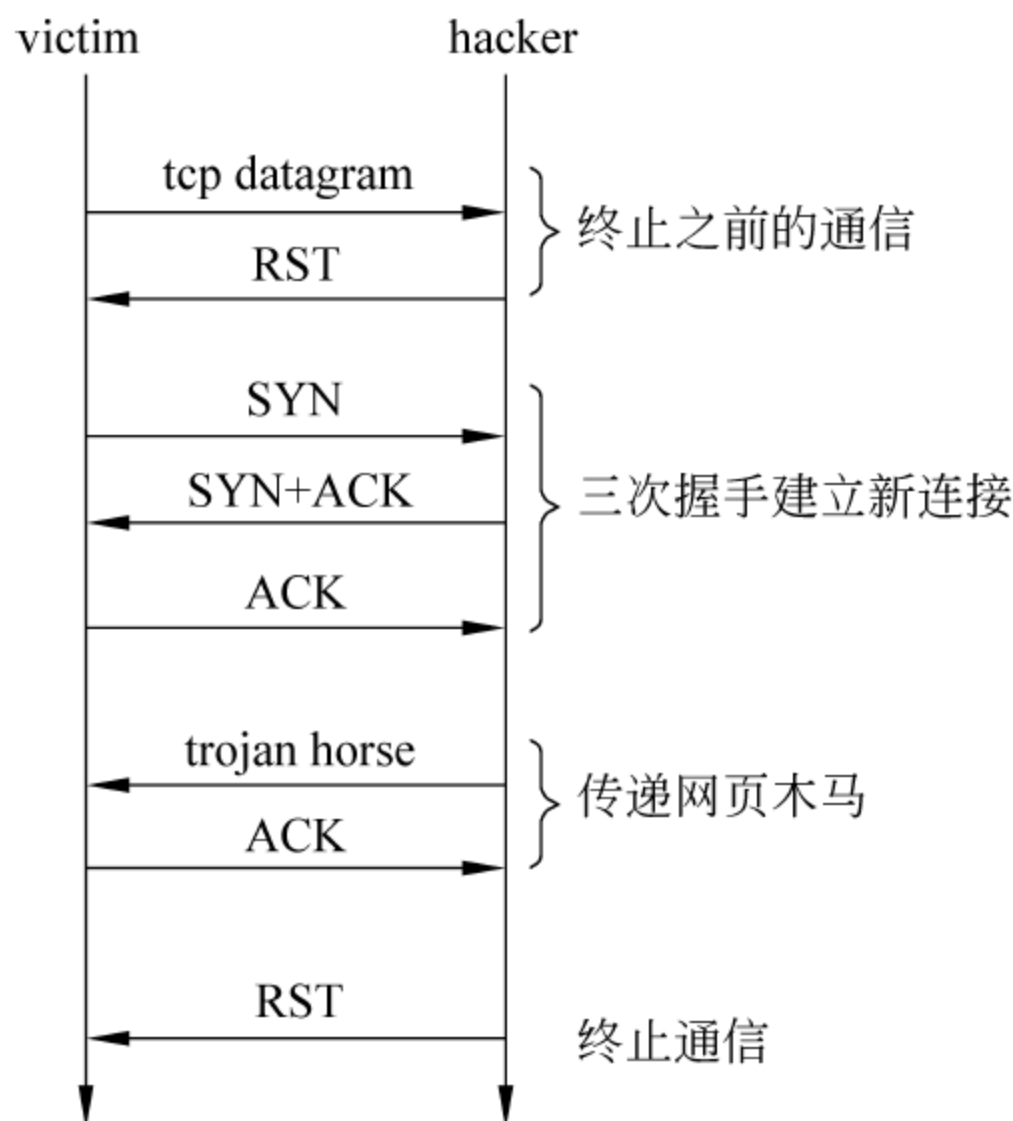 victim hacker
tcp datagram
终止之前的通信
RST
SYN
SYN+ACK
三次握手建立新连接
ACK
trojan horse
传递网页木马
ACK
RST
终止通信